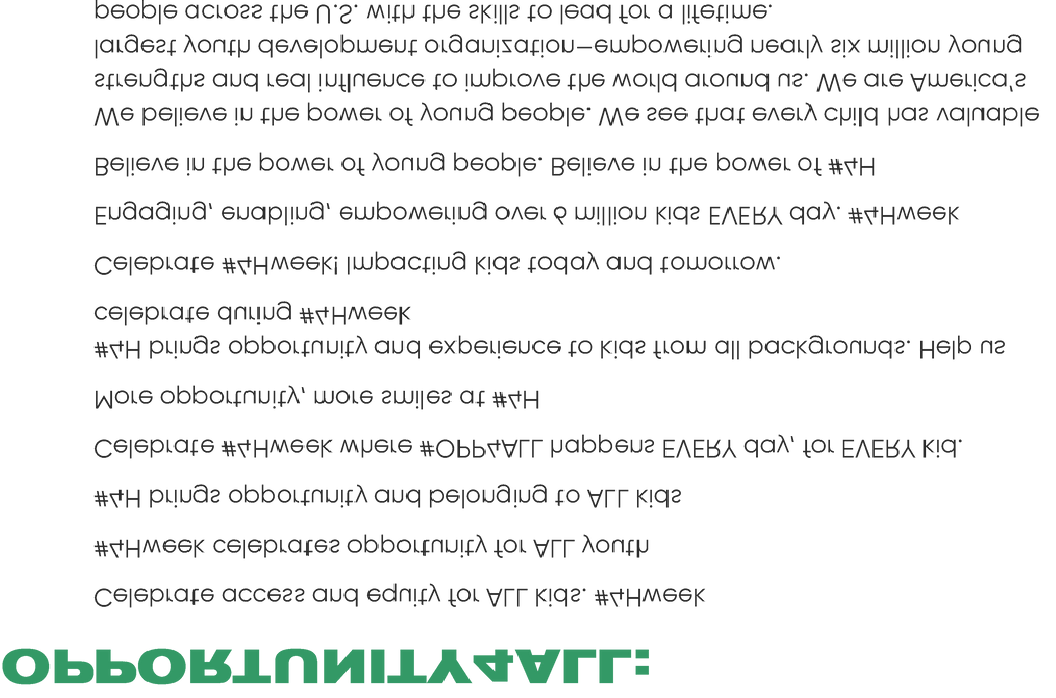 OPPORTUNITY4ALL:
Celebrate access and equity for ALL kids. #4Hweek
#4Hweek celebrates opportunity for ALL youth
#4H brings opportunity and belonging to ALL kids
Celebrate #4Hweek where #OPP4ALL happens EVERY day, for EVERY kid.
More opportunity, more smiles at #4H
#4H brings opportunity and experience to kids from all backgrounds. Help us
celebrate during #4Hweek
Celebrate #4Hweek! Impacting kids today and tomorrow.
Engaging, enabling, empowering over 6 million kids EVERY day. #4Hweek
Believe in the power of young people. Believe in the power of #4H
We believe in the power of young people. We see that every child has valuable
strengths and real influence to improve the world around us. We are America's
largest youth development organization—empowering nearly six million young
people across the U.S. with the skills to lead for a lifetime.